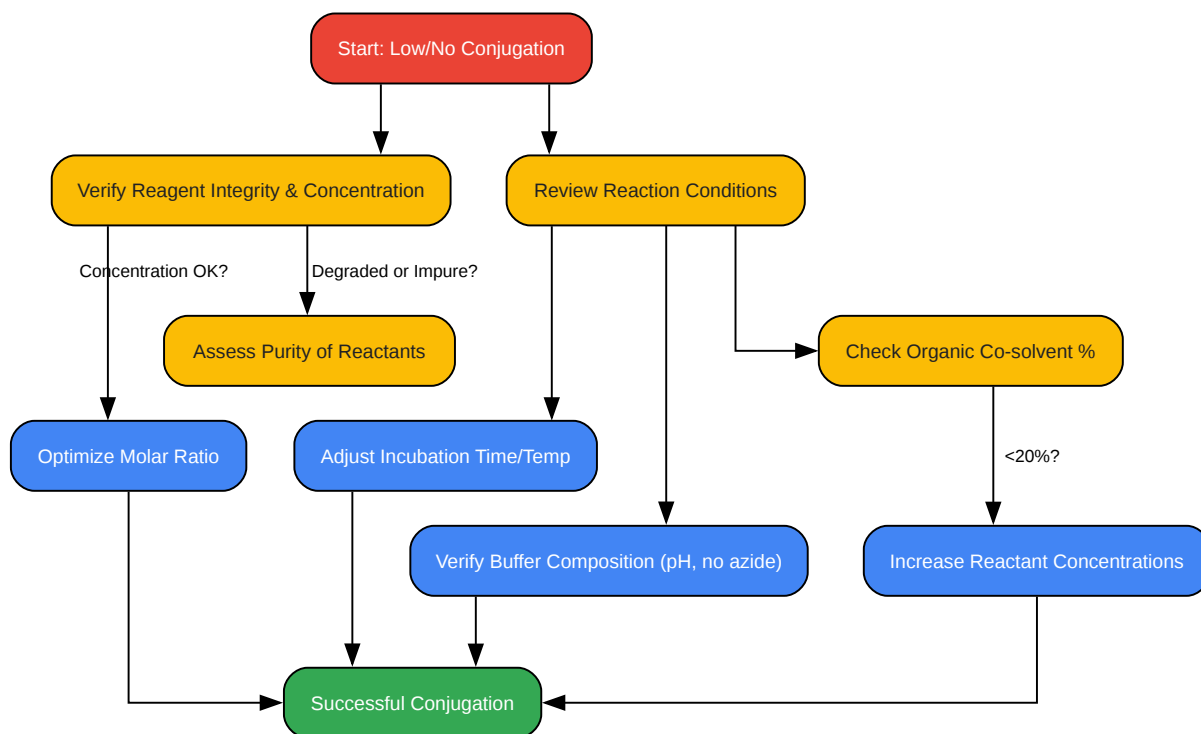 Start: Low/No Conjugation
Verify Reagent Integrity & Concentration
Review Reaction Conditions
Concentration OK?
Degraded or Impure?
Assess Purity of Reactants
Check Organic Co-solvent %
Optimize Molar Ratio
Adjust Incubation Time/Temp
<20%?
Verify Buffer Composition (pH, no azide)
Increase Reactant Concentrations
Successful Conjugation